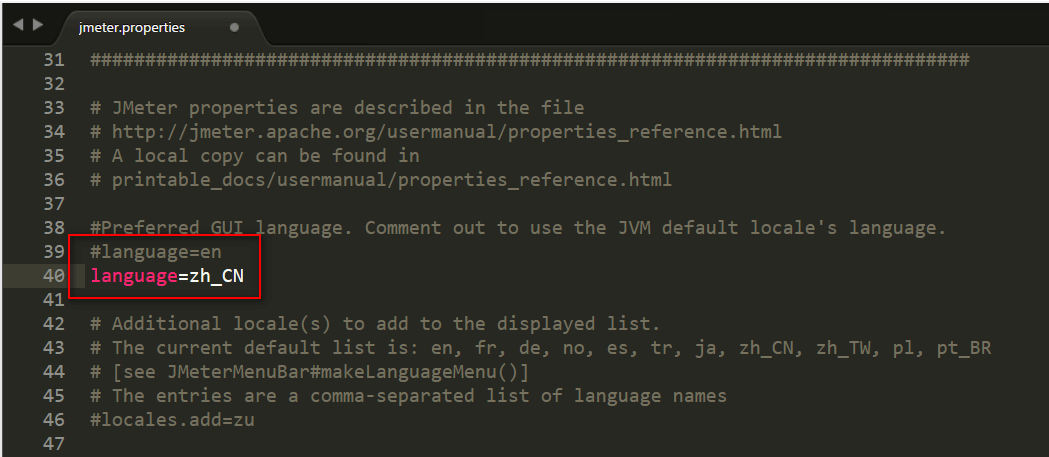 jmeter.properties
31 ################################################################################
32
33 # JMeter properties are described in the file
34 # http://jmeter.apache.org/usermanual/properties_reference.html
35 # A local copy can be found in
36 # printable_docs/usermanual/properties_reference.html
37
38 #Preferred GUI language. Comment out to use the JVM default locale's language.
39 #language=en
40 language=zh_CN
41
42 # Additional locale(s) to add to the displayed list.
43 # The current default list is: en, fr, de, no, es, tr, ja, zh_CN, zh_TW, pl, pt_BR
44 # [see JMeterMenuBar#makeLanguageMenu()]
45 # The entries are a comma-separated list of language names
46 #locales.add=zu
47